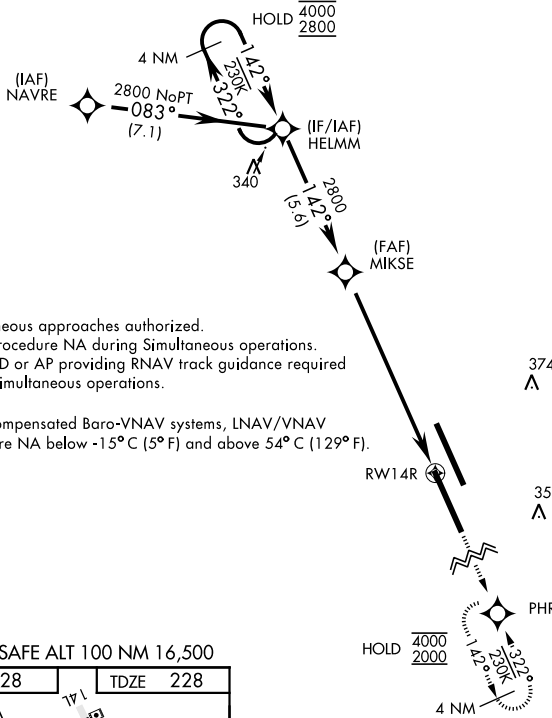 HOLD 4000
2800
4 NM
142°
230K
322°
(IAF)
NAVRE
2800 NoPT
083°
(7.1)
(IF/IAF)
HELMM
340
2800
142°
(5.6)
(FAF)
MIKSE
eous approaches authorized.
rocedure NA during Simultaneous operations.
D or AP providing RNAV track guidance required
imultaneous operations.
374
ompensated Baro-VNAV systems, LNAV/VNAV
re NA below -15°C (5°F) and above 54°C (129°F).
RW14R
35
PHR
HOLD 4000
2000
142°
230K
322°
4 NM
SAFE ALT 100 NM 16,500
28
TDZE 228
14L